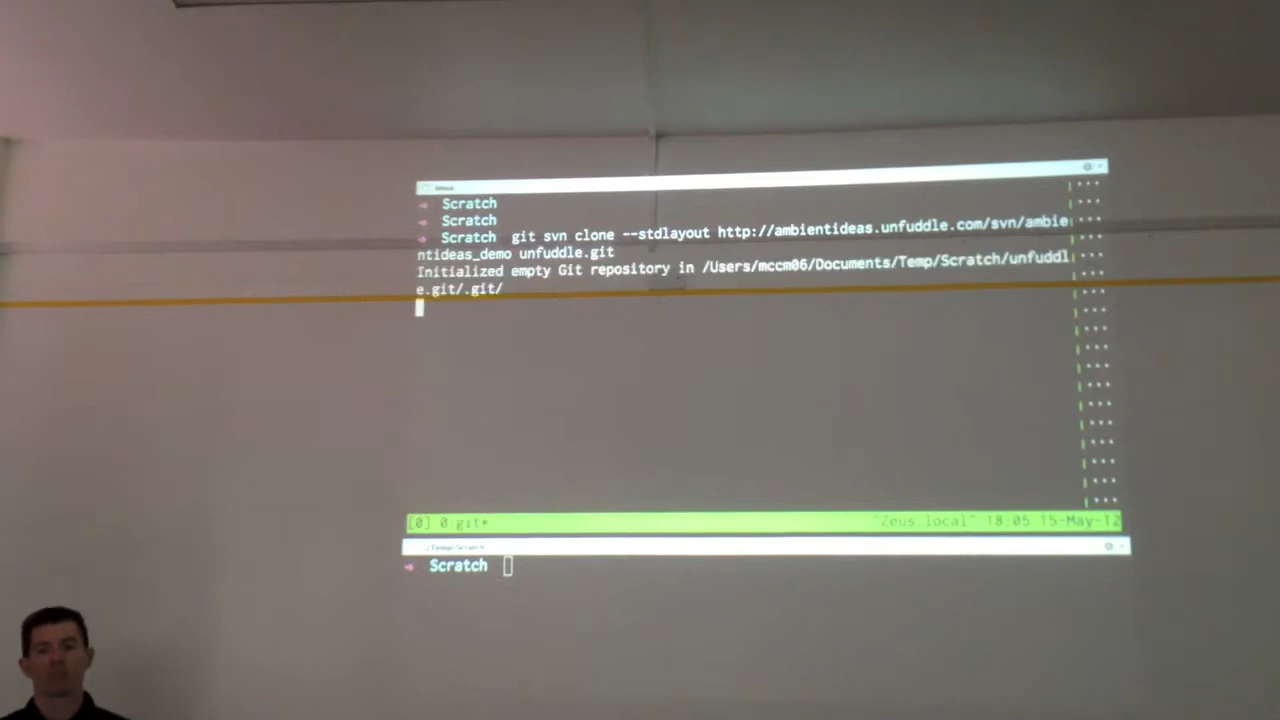 Scratch
Scratch
Scratch git svn clone --stdlayout http://ambientideas.unfuddle.com/svn/ambie
ntideas_demo unfuddle.git
Initialized empty Git repository in /Users/mccm06/Documents/Temp/Scratch/unfuddl
e.git/.git/
[0] 0:git* "Zeus.local" 18:05 15-May-12
Scratch